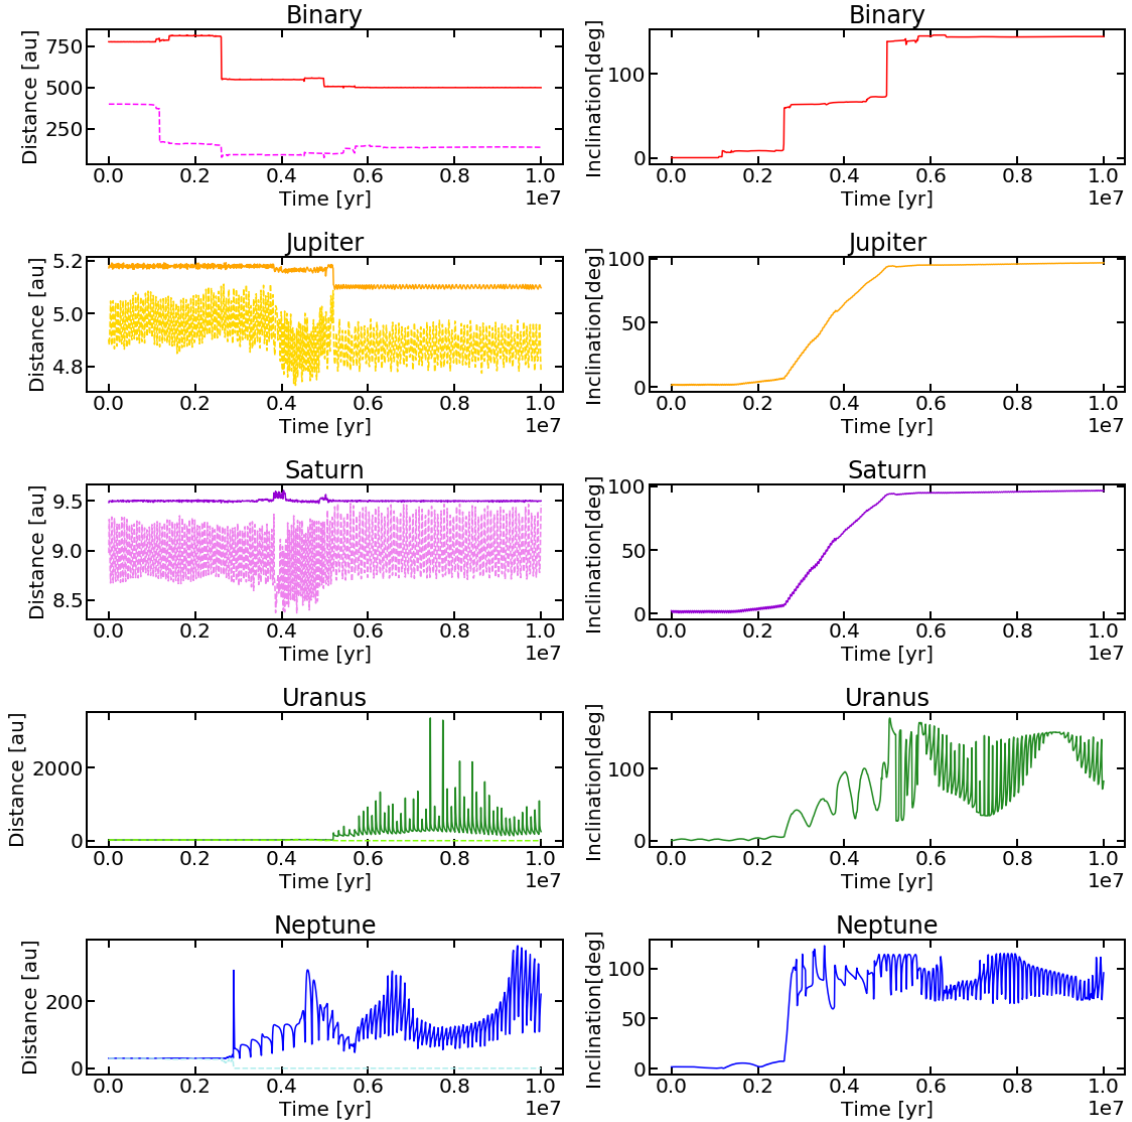 Binary
Distance [au]
750
500
250
0.0 0.2 0.4 0.6 0.8 1.0
Time [yr]
1e7
Binary
Inclination[deg]
100
0
0.0 0.2 0.4 0.6 0.8 1.0
Time [yr]
1e7
Jupiter
Distance [au]
5.2
5.0
4.8
0.0 0.2 0.4 0.6 0.8 1.0
Time [yr]
1e7
Jupiter
Inclination[deg]
100
50
0
0.0 0.2 0.4 0.6 0.8 1.0
Time [yr]
1e7
Saturn
Distance [au]
9.5
9.0
8.5
0.0 0.2 0.4 0.6 0.8 1.0
Time [yr]
1e7
Saturn
Inclination[deg]
100
50
0
0.0 0.2 0.4 0.6 0.8 1.0
Time [yr]
1e7
Uranus
Distance [au]
2000
0
0.0 0.2 0.4 0.6 0.8 1.0
Time [yr]
1e7
Uranus
Inclination[deg]
100
0
0.0 0.2 0.4 0.6 0.8 1.0
Time [yr]
1e7
Neptune
Distance [au]
200
0
0.0 0.2 0.4 0.6 0.8 1.0
Time [yr]
1e7
Neptune
Inclination[deg]
100
50
0
0.0 0.2 0.4 0.6 0.8 1.0
Time [yr]
1e7